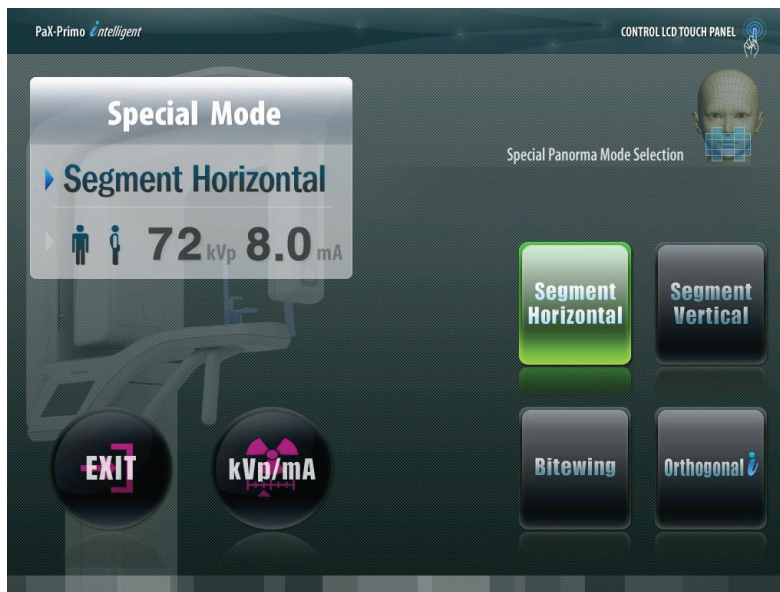 PaX-Primo intelligent
CONTROL LCD TOUCH PANEL
Special Mode
Segment Horizontal
72 kVp 8.0 mA
Special Panorma Mode Selection
Segment
Horizontal
Segment
Vertical
EXIT
kVp/mA
Bitewing
Orthogonal i